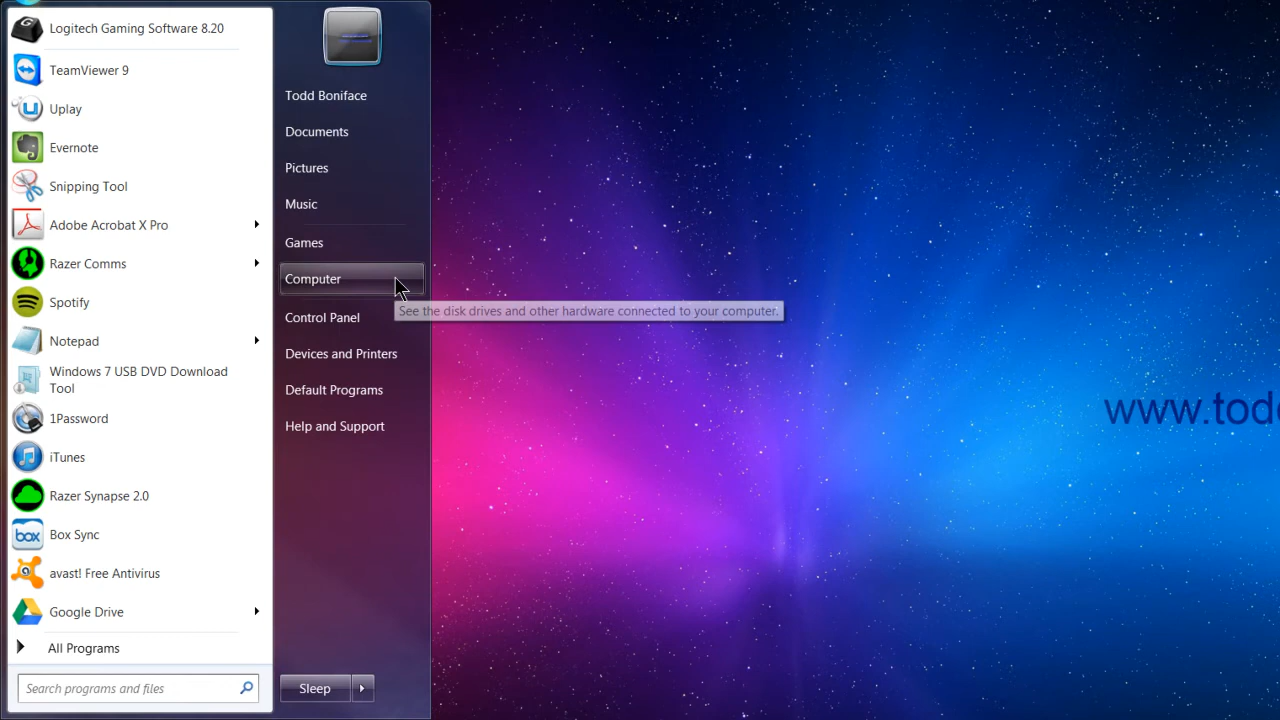 Logitech Gaming Software 8.20
TeamViewer 9
Uplay
Evernote
Snipping Tool
Adobe Acrobat X Pro
Razer Comms
Spotify
Notepad
Windows 7 USB DVD Download
Tool
1Password
iTunes
Razer Synapse 2.0
box
Box Sync
avast! Free Antivirus
Google Drive
All Programs
Search programs and files
Todd Boniface
Documents
Pictures
Music
Games
Computer
See the disk drives and other hardware connected to your computer.
Control Panel
Devices and Printers
Default Programs
Help and Support
Sleep
www.tod